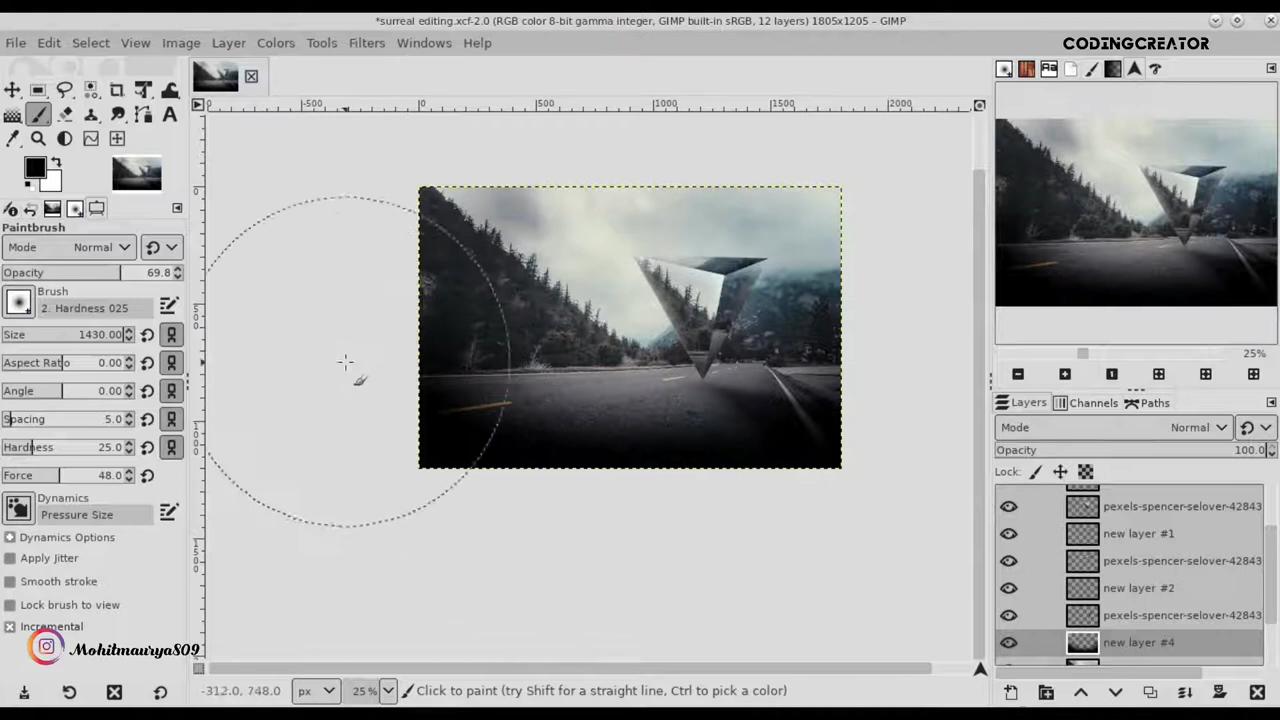 *surreal editing.xcf-2.0 (RGB color 8-bit gamma integer, GIMP built-in sRGB, 12 layers) 1805x1205 – GIMP
File Edit Select View Image Layer Colors Tools Filters Windows Help
CODINGCREATOR
0 -500 0 500 1000 1500 2000
Paintbrush
Mode Normal
Opacity 69.8
Brush
2. Hardness 025
Size 1430.00
Aspect Ratio 0.00
Angle 0.00
Spacing 5.0
Hardness 25.0
Force 48.0
Dynamics
Pressure Size
Dynamics Options
Apply Jitter
Smooth stroke
Lock brush to view
Incremental
Mohitmaurya809
0
500
1000
1500
-312.0, 748.0 px 25% Click to paint (try Shift for a straight line, Ctrl to pick a color)
Aa
25%
Layers Channels Paths
Mode Normal
Opacity 100.0
Lock:
pexels-spencer-selover-42843
new layer #1
pexels-spencer-selover-42843
new layer #2
pexels-spencer-selover-42843
new layer #4